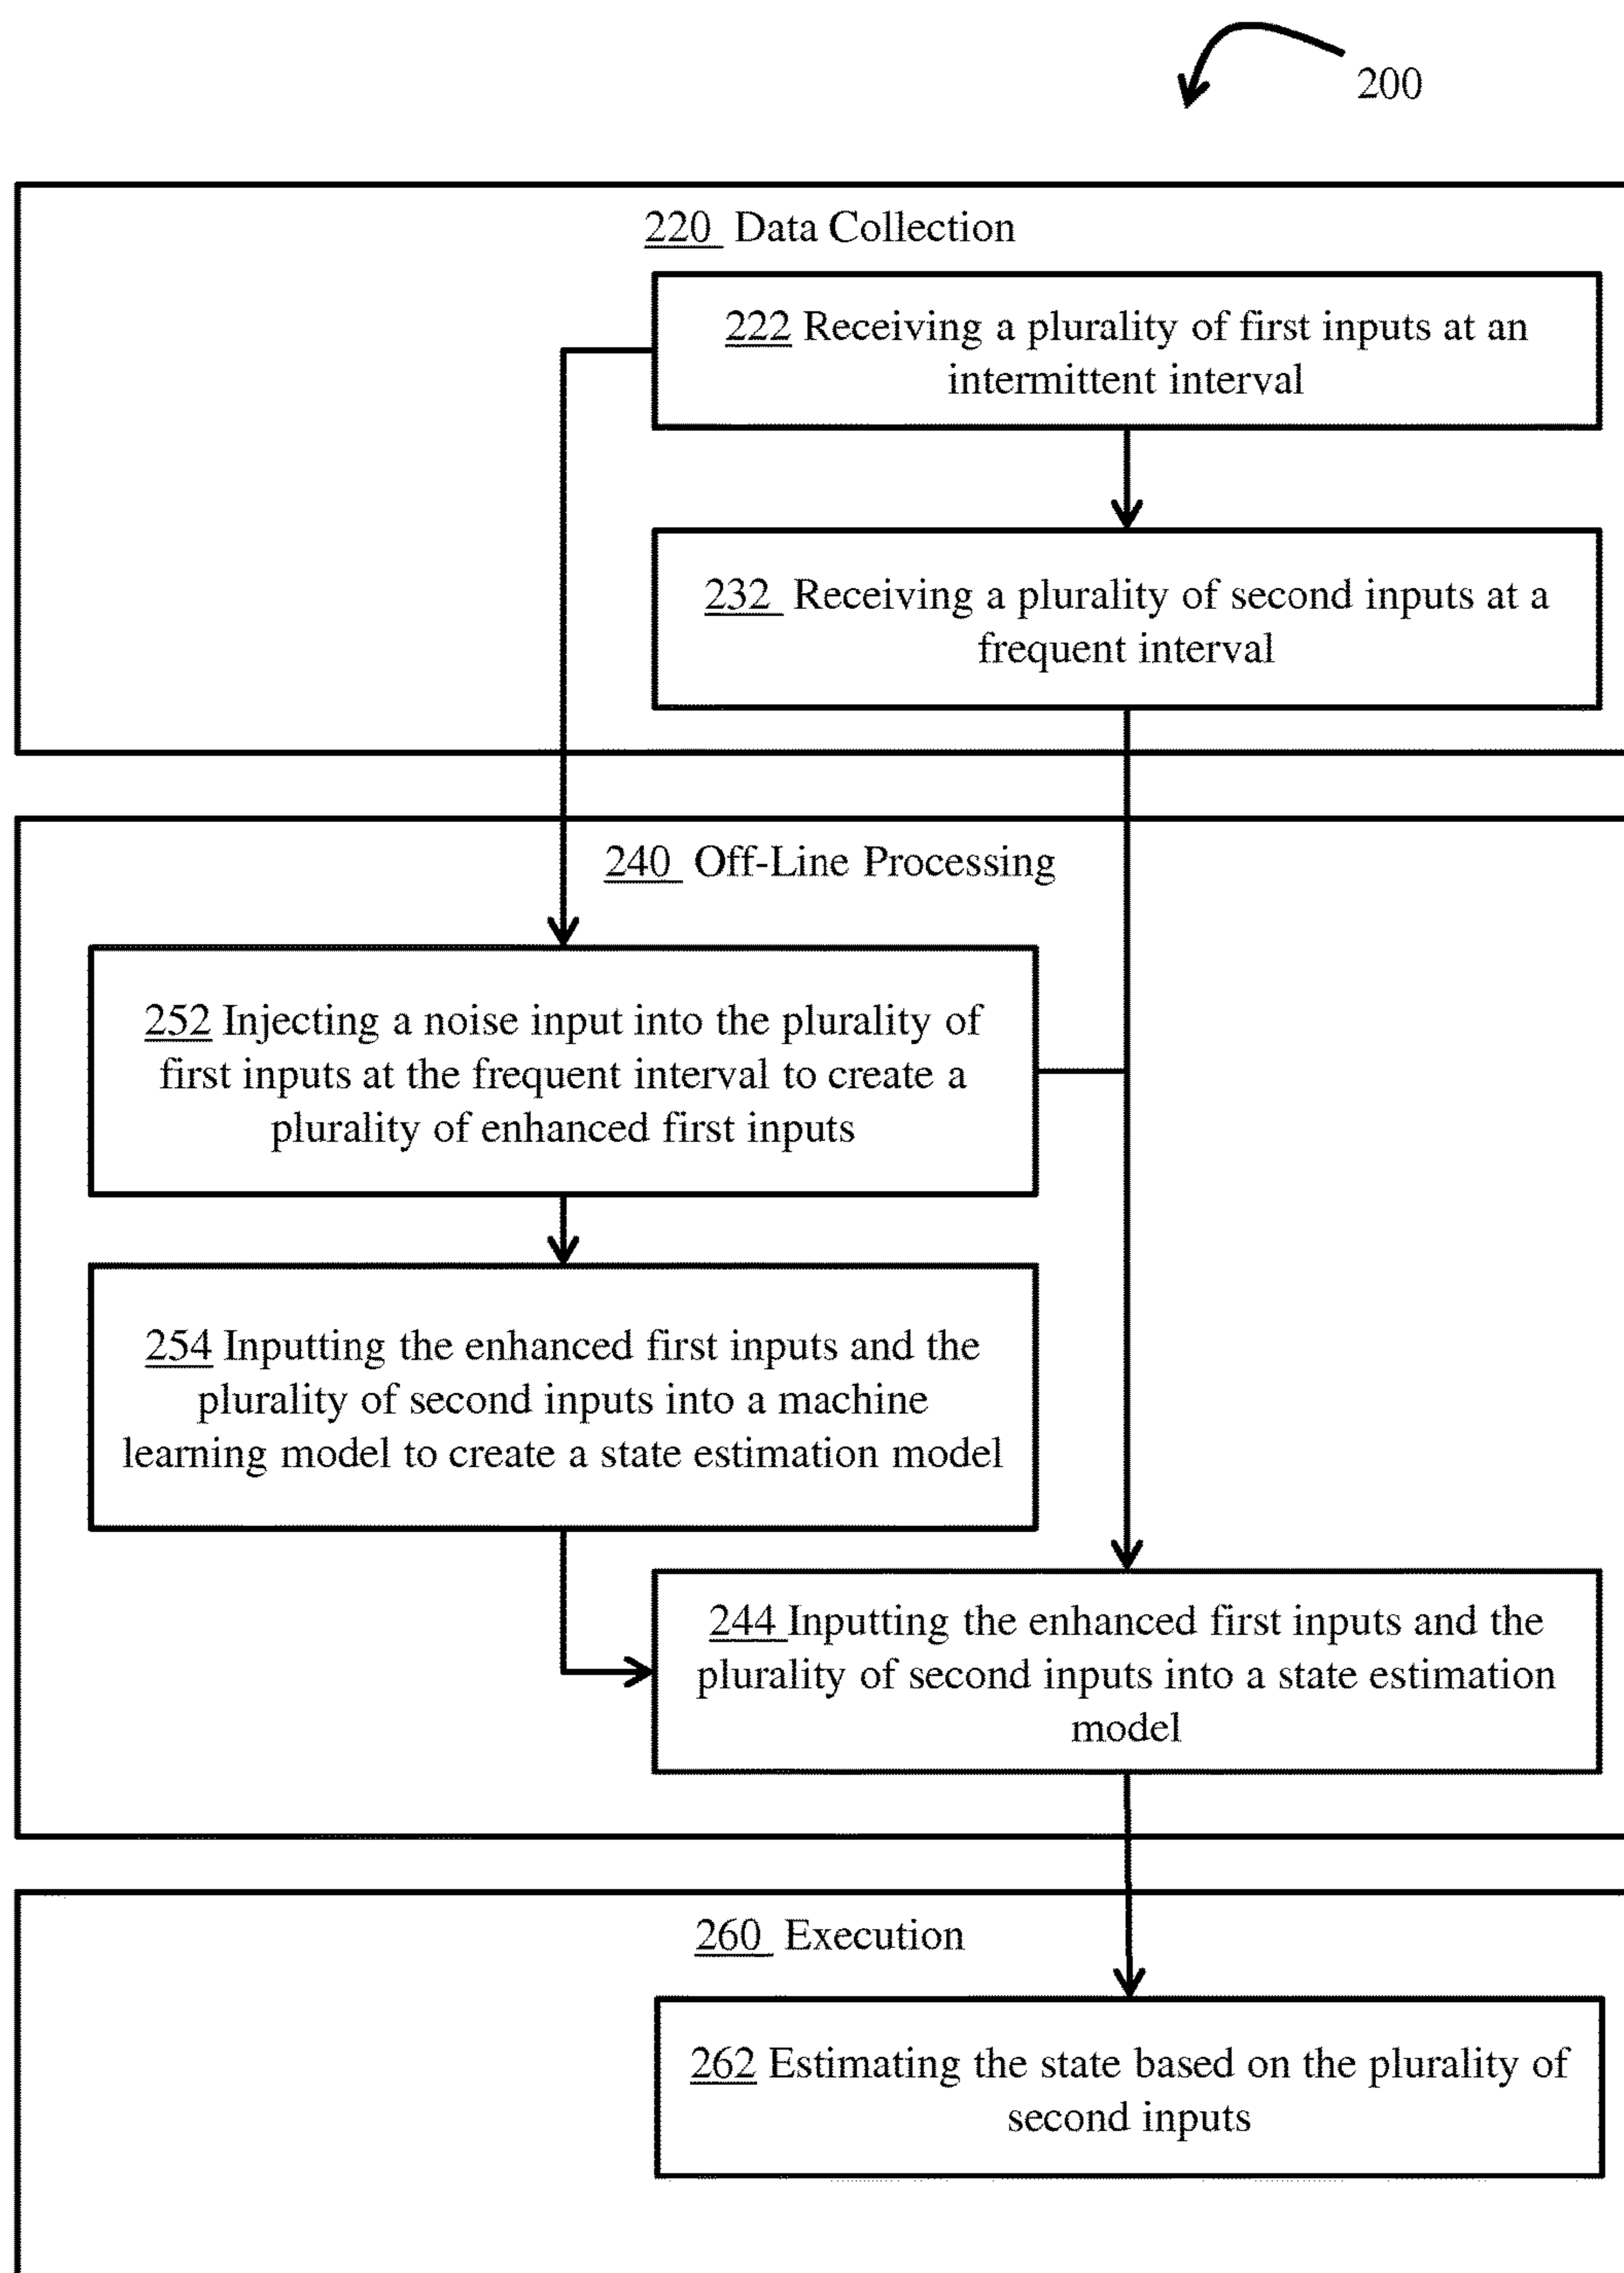 200
220 Data Collection
222 Receiving a plurality of first inputs at an
intermittent interval
232 Receiving a plurality of second inputs at a
frequent interval
240 Off-Line Processing
252 Injecting a noise input into the plurality of
first inputs at the frequent interval to create a
plurality of enhanced first inputs
254 Inputting the enhanced first inputs and the
plurality of second inputs into a machine
learning model to create a state estimation model
244 Inputting the enhanced first inputs and the
plurality of second inputs into a state estimation
model
260 Execution
262 Estimating the state based on the plurality of
second inputs